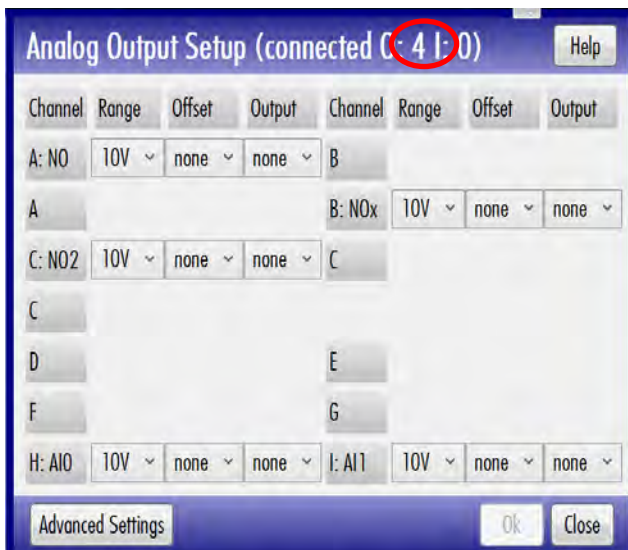 Analog Output Setup (connected O: 4 I: 0) Help
Channel Range Offset Output Channel Range Offset Output
A: NO 10V none none B
A B: NOx 10V none none
C: NO2 10V none none C
C
D E
F G
H: AI0 10V none none I: AI1 10V none none
Advanced Settings Ok Close